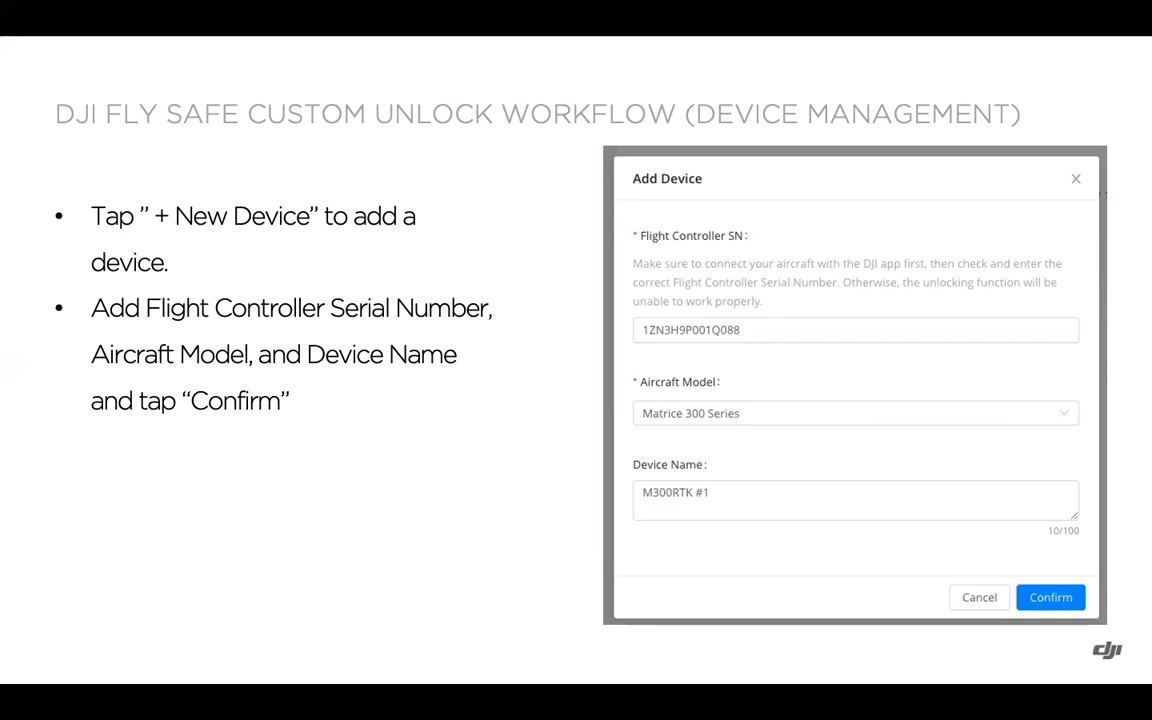 DJI FLY SAFE CUSTOM UNLOCK WORKFLOW (DEVICE MANAGEMENT)
• Tap ” + New Device” to add a
device.
• Add Flight Controller Serial Number,
Aircraft Model, and Device Name
and tap “Confirm”
Add Device
* Flight Controller SN:
Make sure to connect your aircraft with the DJI app first, then check and enter the
correct Flight Controller Serial Number. Otherwise, the unlocking function will be
unable to work properly.
1ZN3H9P001Q088
* Aircraft Model:
Matrice 300 Series
Device Name:
M300RTK #1
10/100
Cancel
Confirm
dji